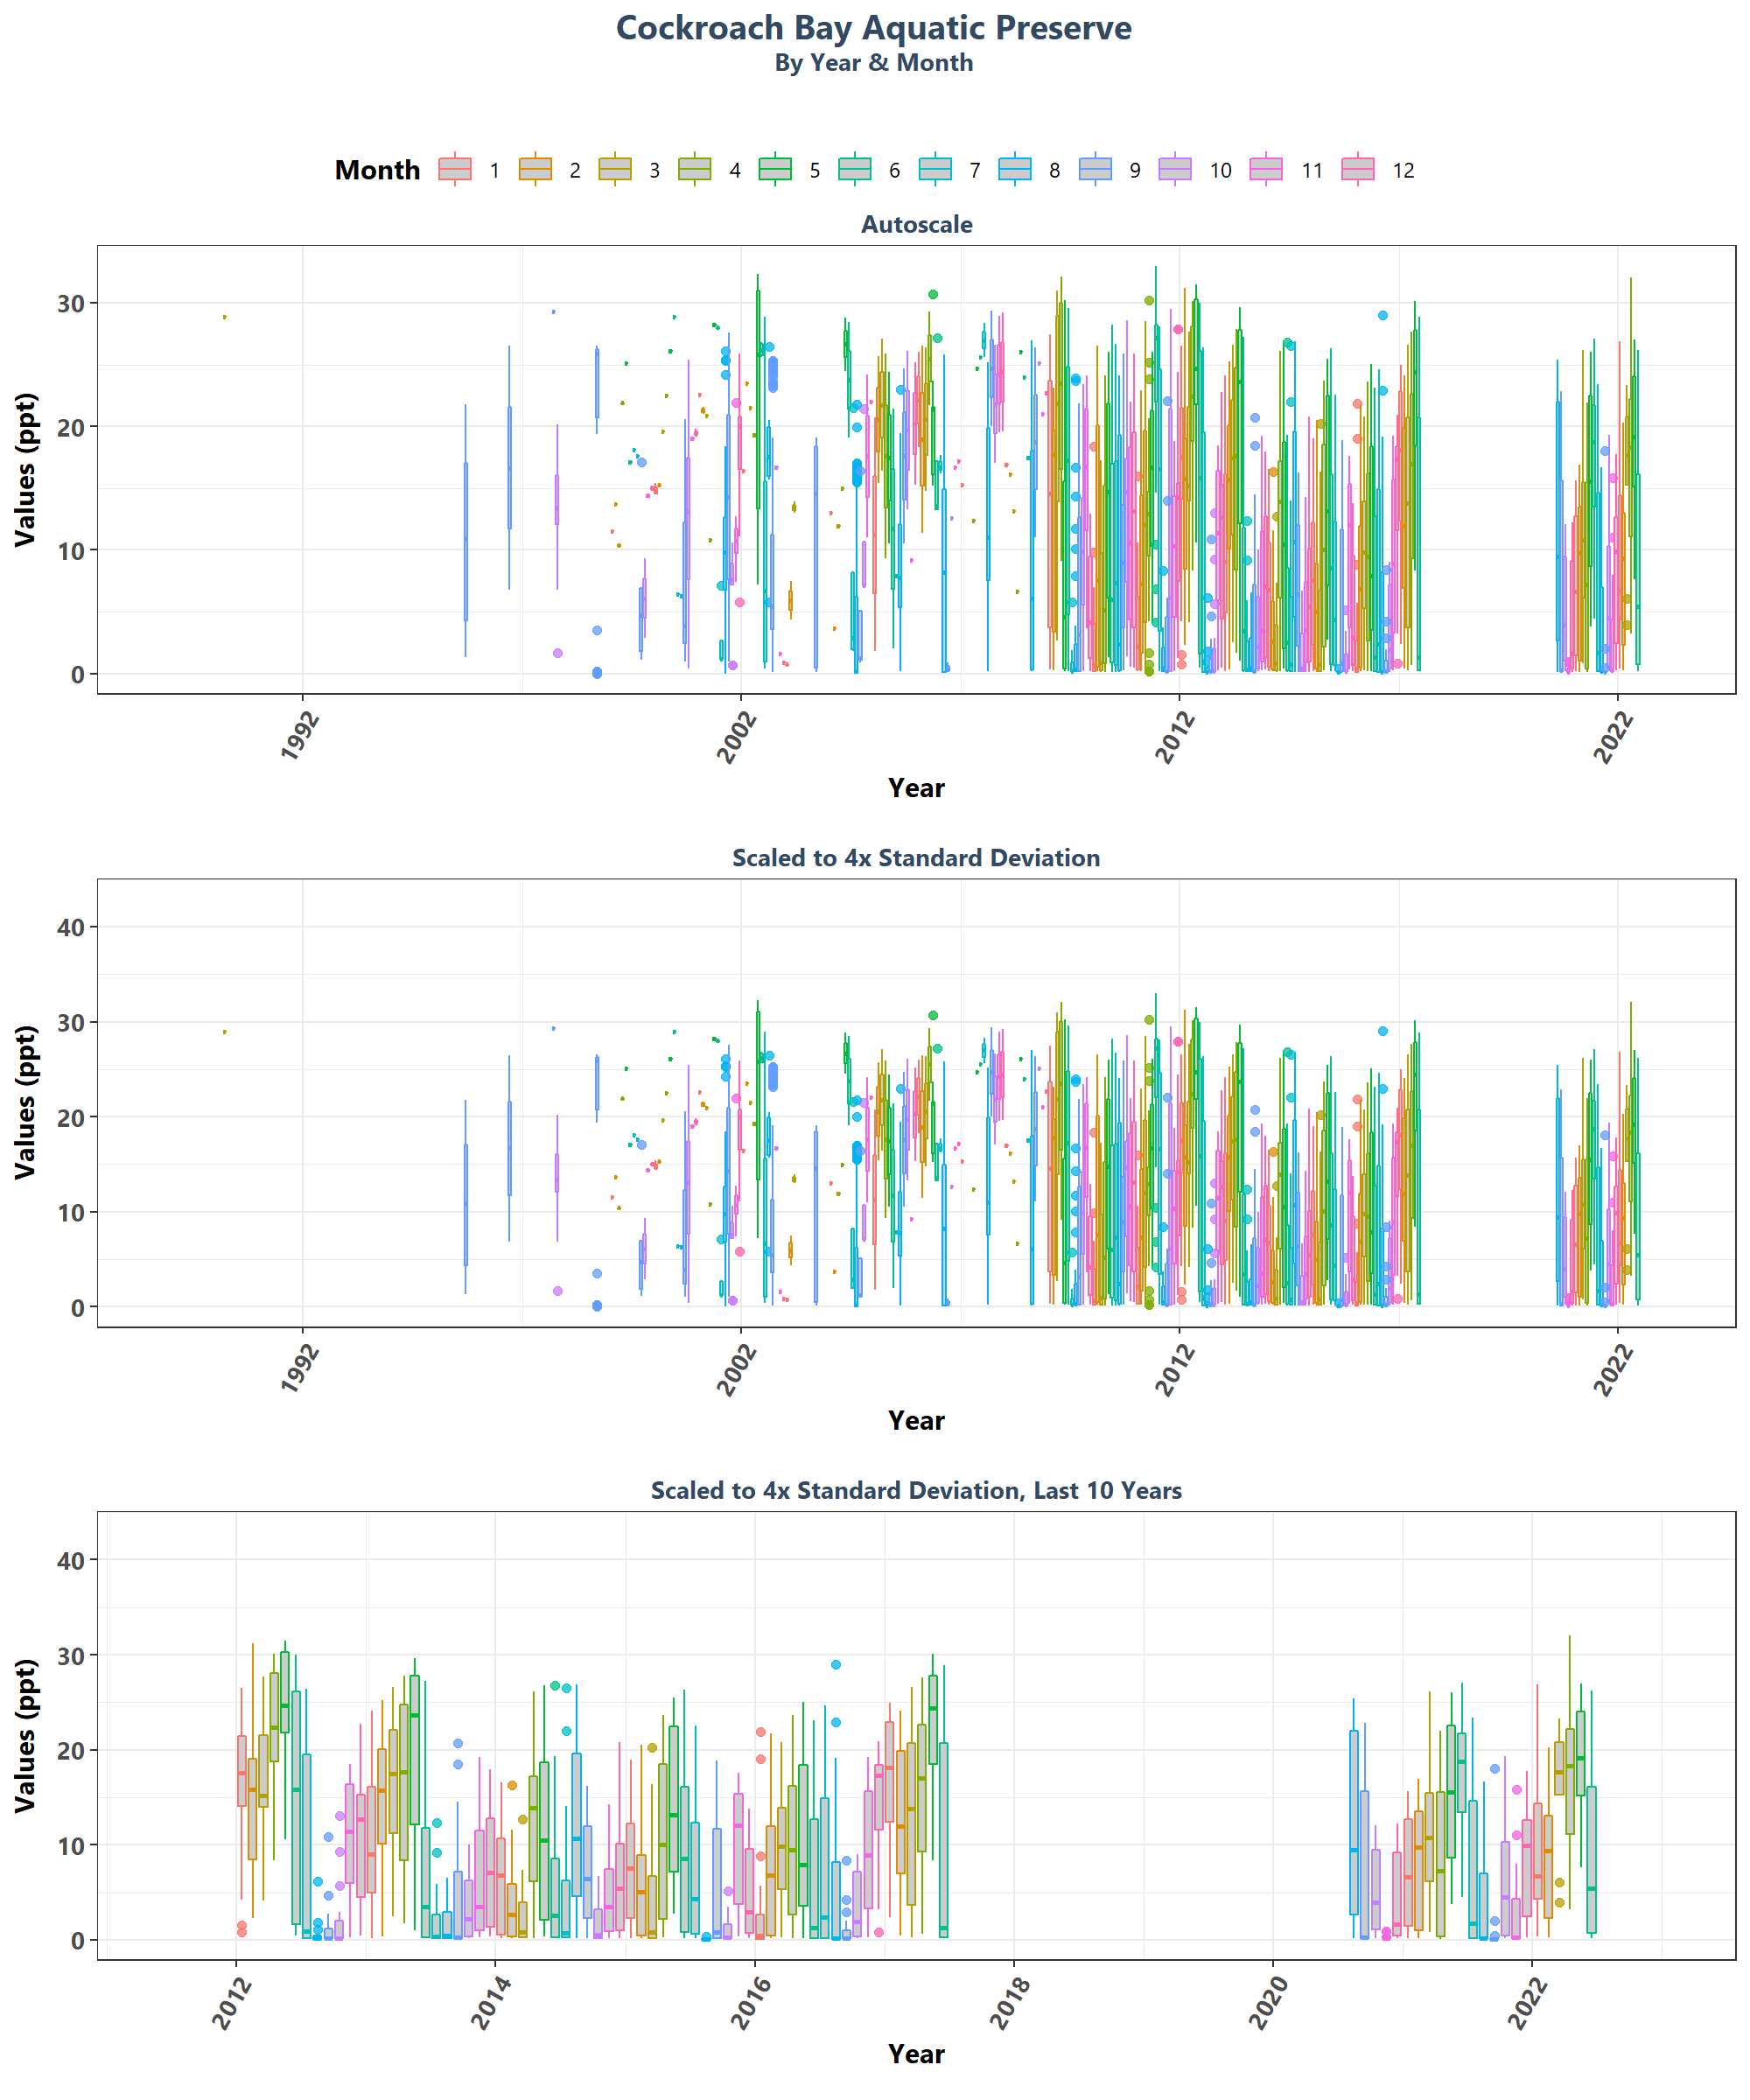 Cockroach Bay Aquatic Preserve
By Year & Month
Month 1 2 3 4 5 6 7 8 9 10 11 12
Autoscale
30
20
10
0
Values (ppt)
1992 2002 2012 2022
Year
Scaled to 4x Standard Deviation
40
30
20
10
0
Values (ppt)
1992 2002 2012 2022
Year
Scaled to 4x Standard Deviation, Last 10 Years
40
30
20
10
0
Values (ppt)
2012 2014 2016 2018 2020 2022
Year